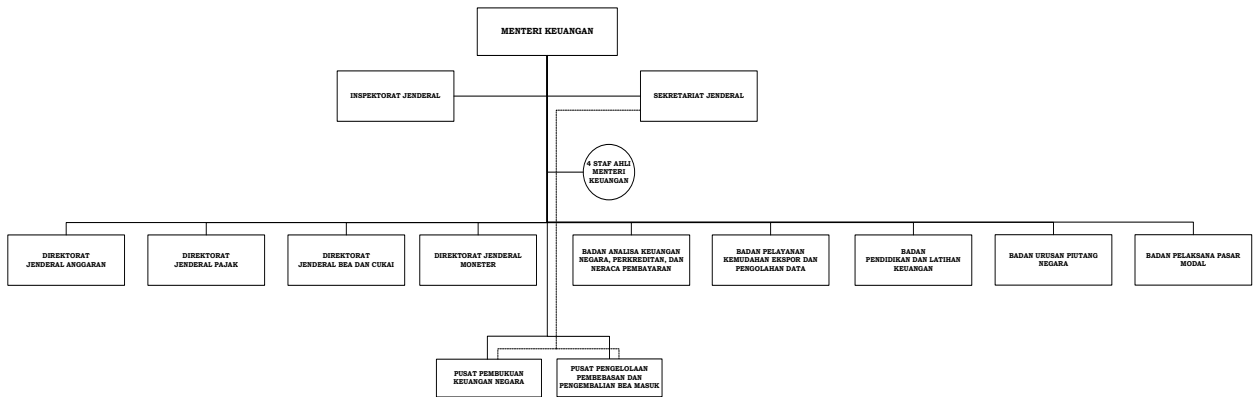 MENTERI KEUANGAN
INSPEKTORAT JENDERAL
SEKRETARIAT JENDERAL
4 STAF AHLI
MENTERI
KEUANGAN
DIREKTORAT
JENDERAL ANGGARAN
DIREKTORAT
JENDERAL PAJAK
DIREKTORAT
JENDERAL BEA DAN CUKAI
DIREKTORAT JENDERAL
MONETER
BADAN ANALISA KEUANGAN
NEGARA, PERKREDITAN, DAN
NERACA PEMBAYARAN
BADAN PELAYANAN
KEMUDAHAN EKSPOR DAN
PENGOLAHAN DATA
BADAN
PENDIDIKAN DAN LATIHAN
KEUANGAN
BADAN URUSAN PIUTANG
NEGARA
BADAN PELAKSANA PASAR
MODAL
PUSAT PEMBUKUAN
KEUANGAN NEGARA
PUSAT PENGELOLAAN
PEMBEBASAN DAN
PENGEMBALIAN BEA MASUK